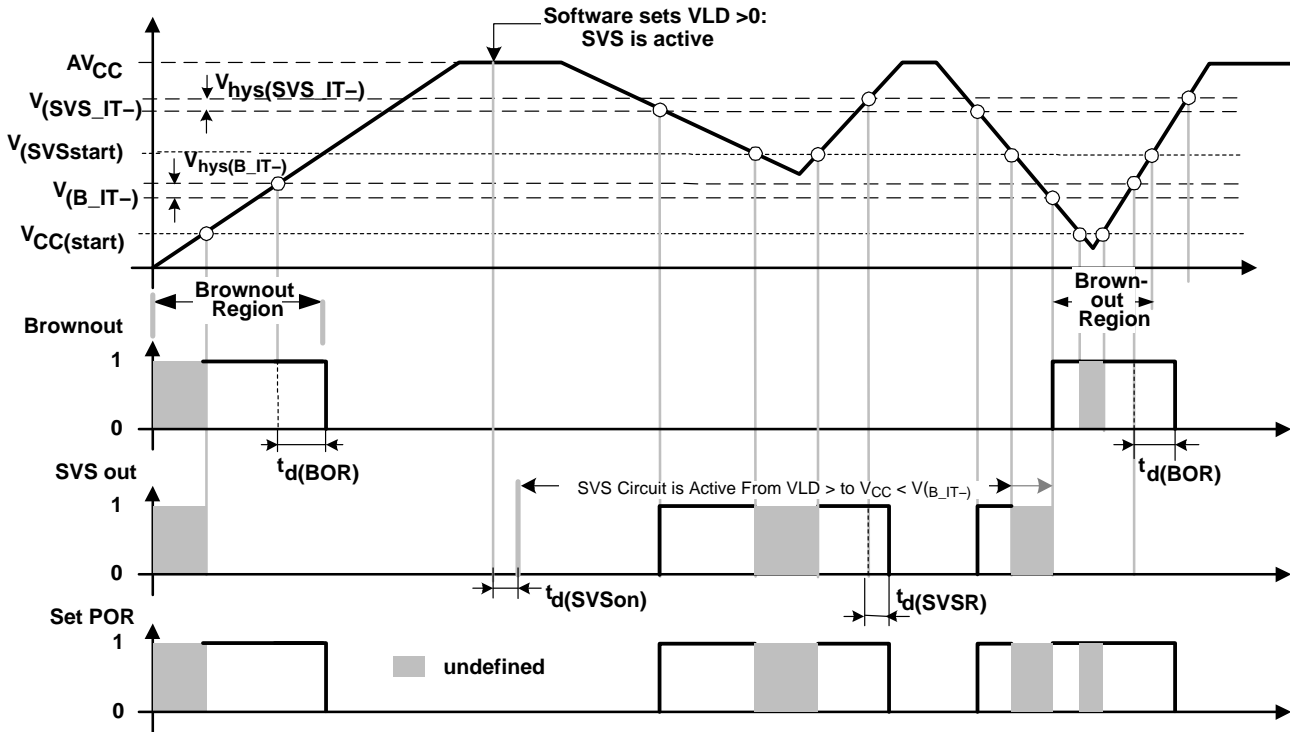 Software sets VLD >0:
SVS is active
AVCC
Vhys(SVS_IT–)
V(SVS_IT–)
V(SVSstart)
Vhys(B_IT–)
V(B_IT–)
VCC(start)
Brownout
Region
Brown-
out
Region
Brownout
1
0
td(BOR)
td(BOR)
SVS out
SVS Circuit is Active From VLD > to VCC < V(B_IT–)
1
0
td(SVSon)
td(SVSR)
Set POR
1
undefined
0